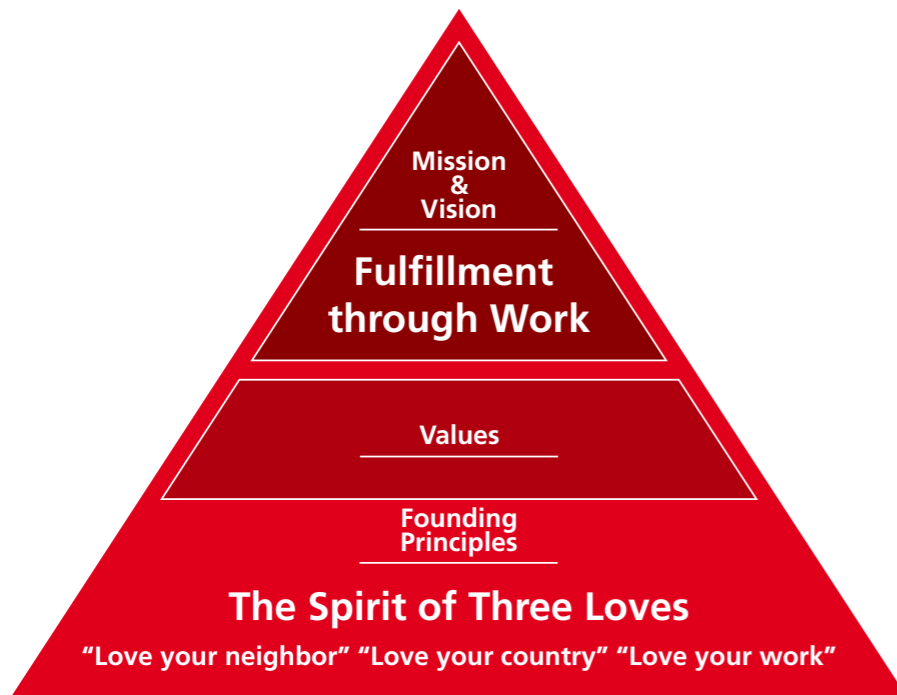 Mission
&
Vision
Fulfillment
through Work
Values
Founding
Principles
The Spirit of Three Loves
“Love your neighbor” “Love your country” “Love your work”